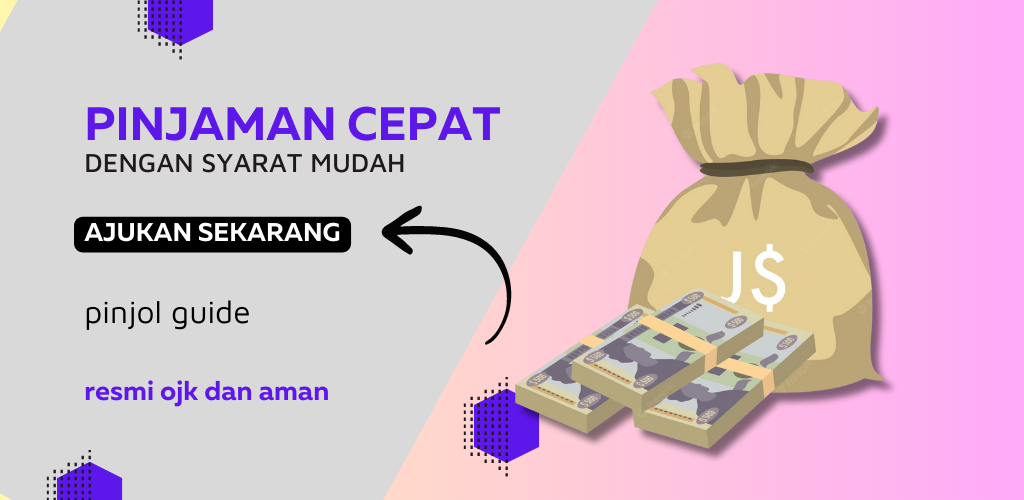 PINJAMAN CEPAT
DENGAN SYARAT MUDAH
AJUKAN SEKARANG
pinjol guide
resmi ojk dan aman
J$